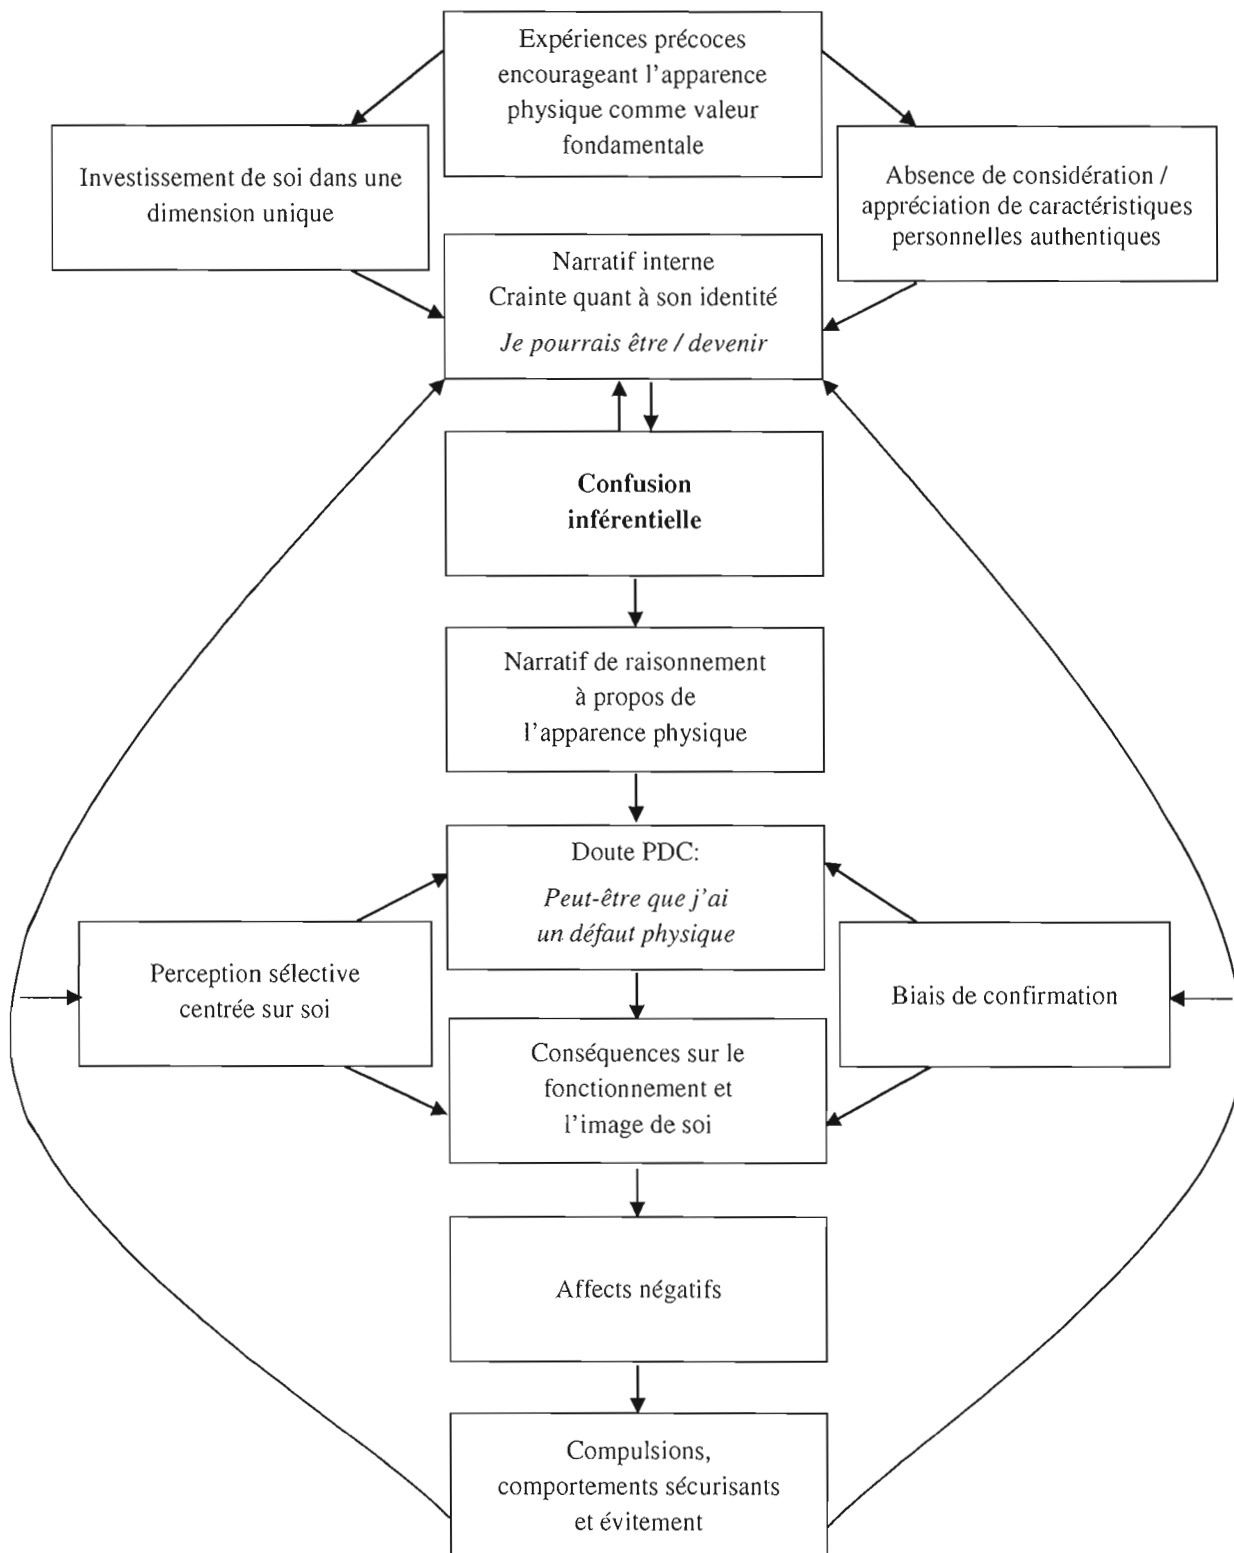 Expériences précoces
encourageant l'apparence
physique comme valeur
fondamentale
Investissement de soi dans une
dimension unique
Absence de considération /
appréciation de caractéristiques
personnelles authentiques
Narratif interne
Crainte quant à son identité
Je pourrais être / devenir
Confusion
inférentielle
Narratif de raisonnement
à propos de
l'apparence physique
Doute PDC:
Peut-être que j'ai
un défaut physique
Perception sélective
centrée sur soi
Biais de confirmation
Conséquences sur le
fonctionnement et
l'image de soi
Affects négatifs
Compulsions,
comportements sécurisants
et évitement